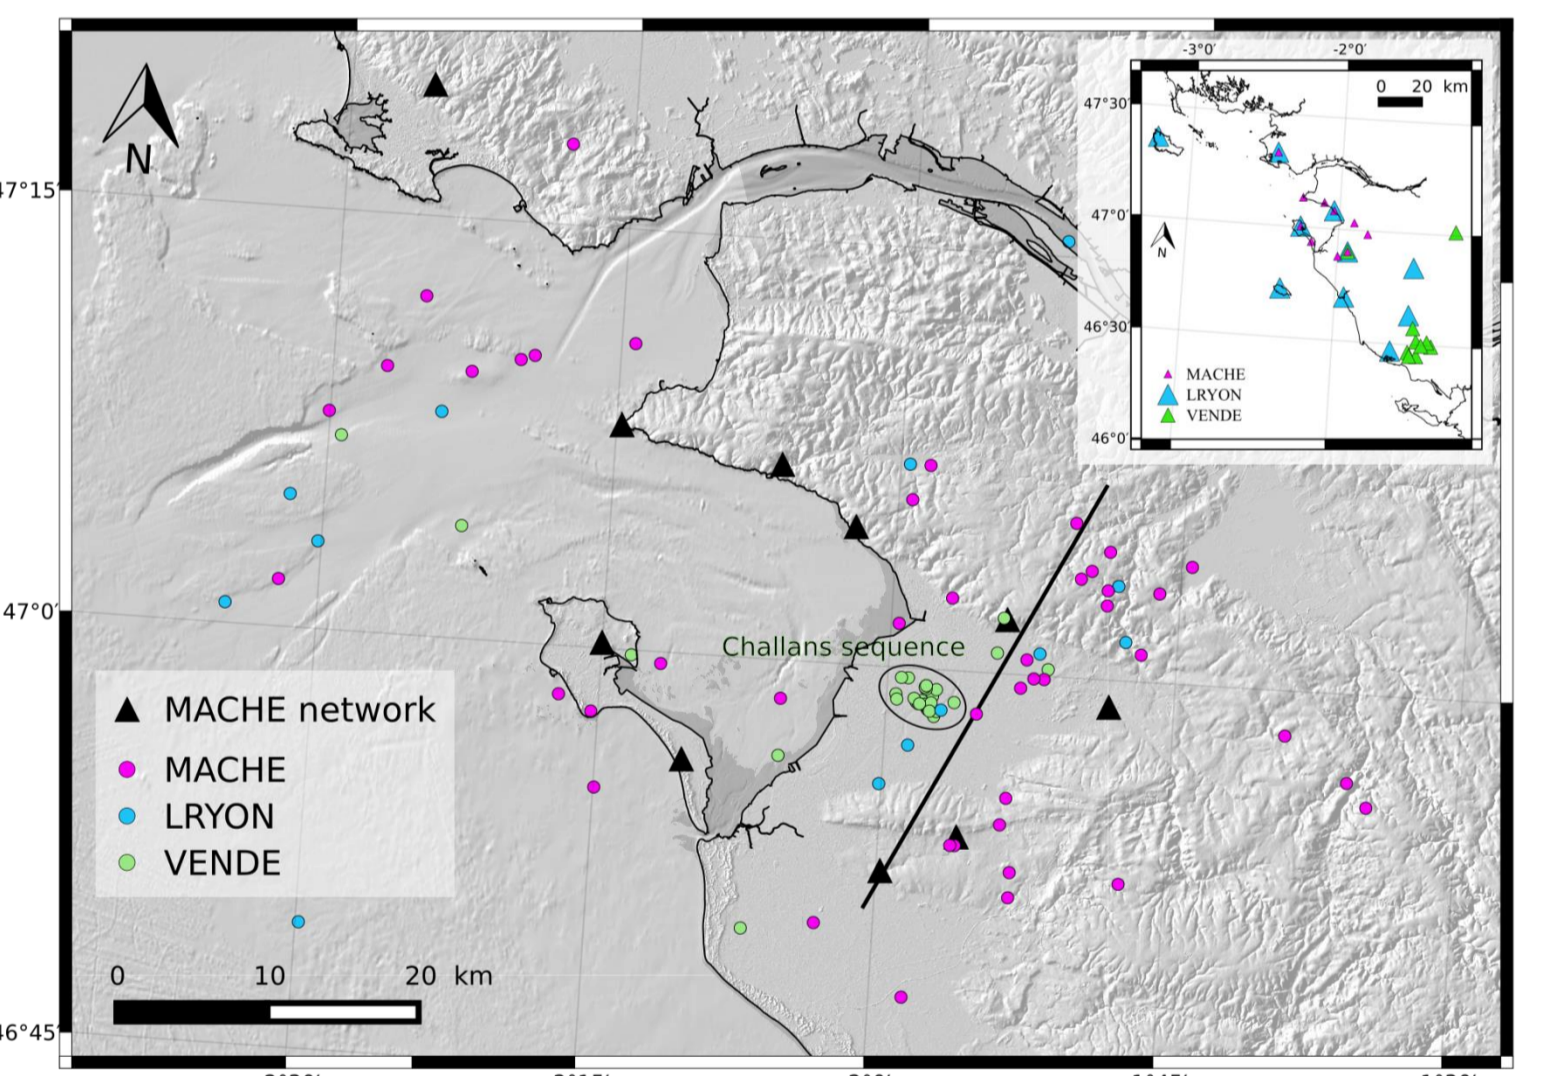 -3°0′ -2°0′
0 20 km
47°30′
N
47°15′
47°0′
N
46°30′
MACHE
LRYON
VENDE
46°0′
47°0′
Challans sequence
MACHE network
MACHE
LRYON
VENDE
0 10 20 km
46°45′